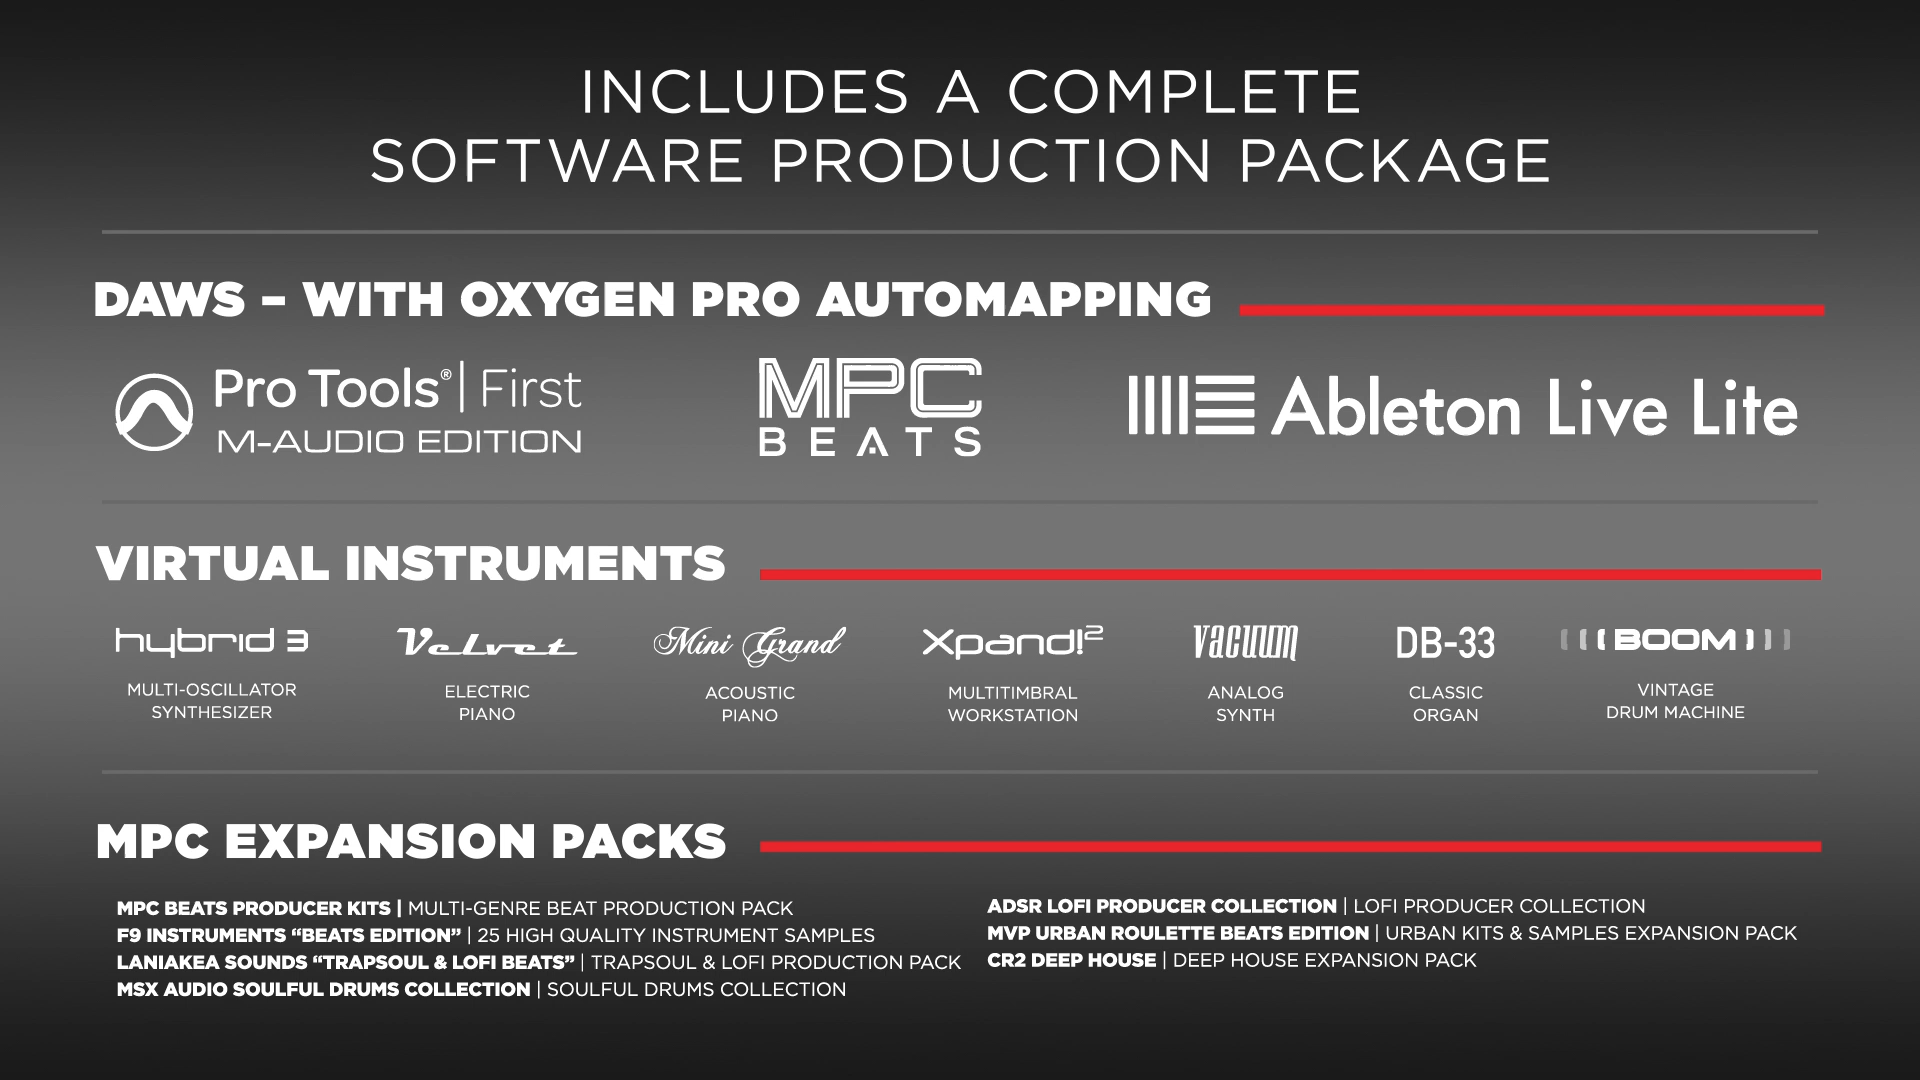 INCLUDES A COMPLETE
SOFTWARE PRODUCTION PACKAGE
DAWS – WITH OXYGEN PRO AUTOMAPPING
Pro Tools® | First
M-AUDIO EDITION
MPC
BEATS
Ableton Live Lite
VIRTUAL INSTRUMENTS
hybrid 3
MULTI-OSCILLATOR
SYNTHESIZER
Velvet
ELECTRIC
PIANO
Mini Grand
ACOUSTIC
PIANO
Xpand!2
MULTITIMBRAL
WORKSTATION
vacuum
ANALOG
SYNTH
DB-33
CLASSIC
ORGAN
BOOM
VINTAGE
DRUM MACHINE
MPC EXPANSION PACKS
MPC BEATS PRODUCER KITS | MULTI-GENRE BEAT PRODUCTION PACK
F9 INSTRUMENTS “BEATS EDITION” | 25 HIGH QUALITY INSTRUMENT SAMPLES
LANIAKEA SOUNDS “TRAPSOUL & LOFI BEATS” | TRAPSOUL & LOFI PRODUCTION PACK
MSX AUDIO SOULFUL DRUMS COLLECTION | SOULFUL DRUMS COLLECTION
ADSR LOFI PRODUCER COLLECTION | LOFI PRODUCER COLLECTION
MVP URBAN ROULETTE BEATS EDITION | URBAN KITS & SAMPLES EXPANSION PACK
CR2 DEEP HOUSE | DEEP HOUSE EXPANSION PACK